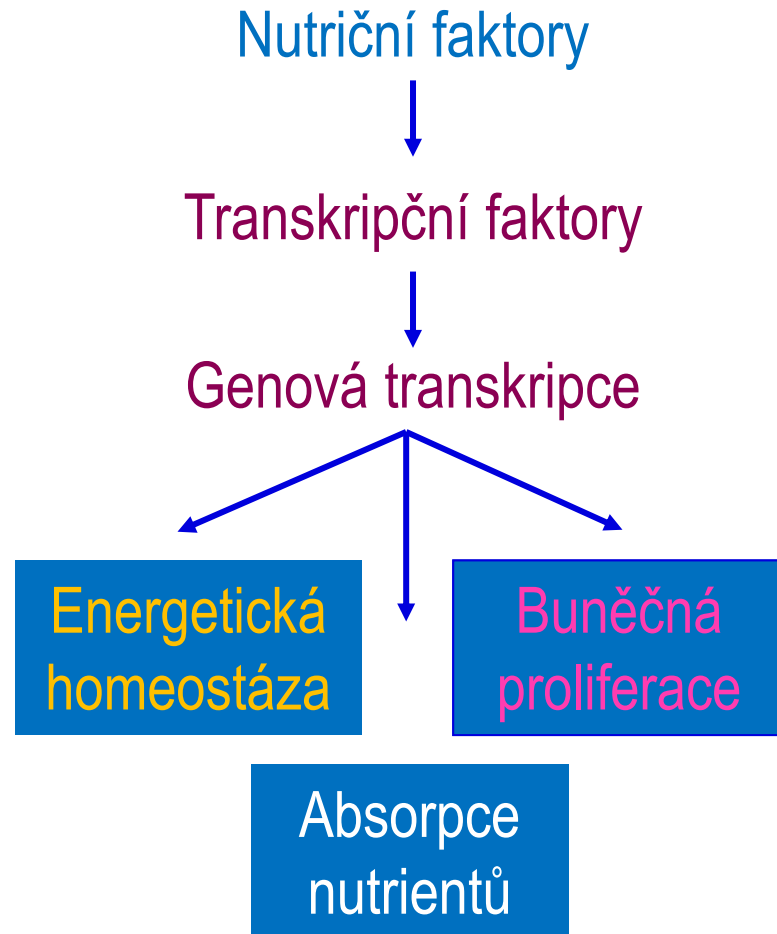 Nutriční faktory
Transkripční faktory
Genová transkripce
Energetická
homeostáza
Buněčná
proliferace
Absorpce
nutrientů